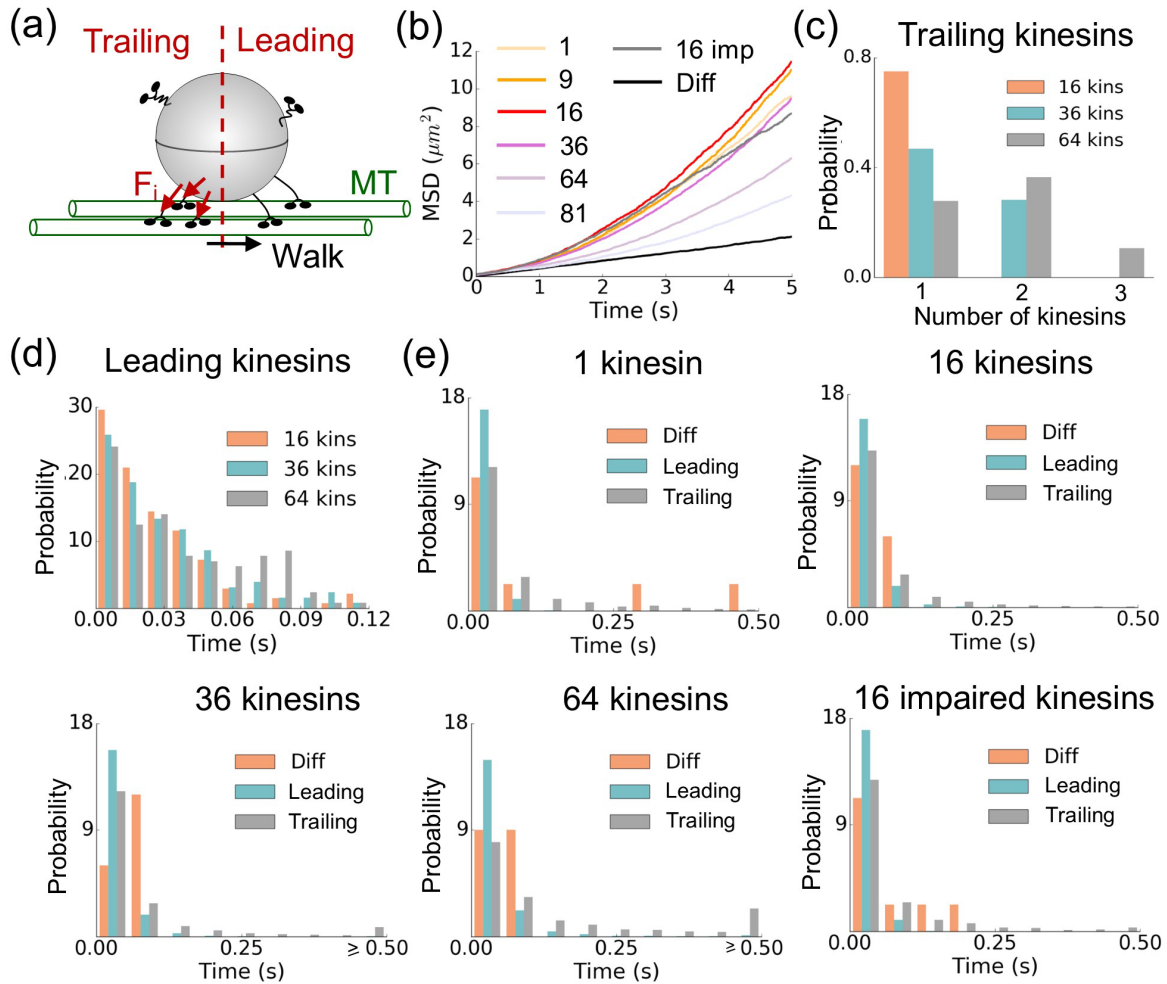 (a)
Trailing
Leading
F_i
MT
Walk
(b)
MSD (μm²)
12
10
8
6
4
2
0
0 1 2 3 4 5
Time (s)
1
9
16
36
64
81
16 imp
Diff
(c)
Trailing kinesins
Probability
0.8
0.4
0.0
16 kins
36 kins
64 kins
1 2 3
Number of kinesins
(d)
Leading kinesins
Probability
30
20
10
0
16 kins
36 kins
64 kins
0.00 0.03 0.06 0.09 0.12
Time (s)
(e)
1 kinesin
Probability
18
9
Diff
Leading
Trailing
0.00 0.25 0.50
Time (s)
16 kinesins
Probability
18
9
Diff
Leading
Trailing
0.00 0.25 0.50
Time (s)
36 kinesins
Probability
18
9
Diff
Leading
Trailing
0.00 0.25 ≥ 0.50
Time (s)
64 kinesins
Probability
18
9
Diff
Leading
Trailing
0.00 0.25 ≥ 0.50
Time (s)
16 impaired kinesins
Probability
18
9
Diff
Leading
Trailing
0.00 0.25 0.50
Time (s)